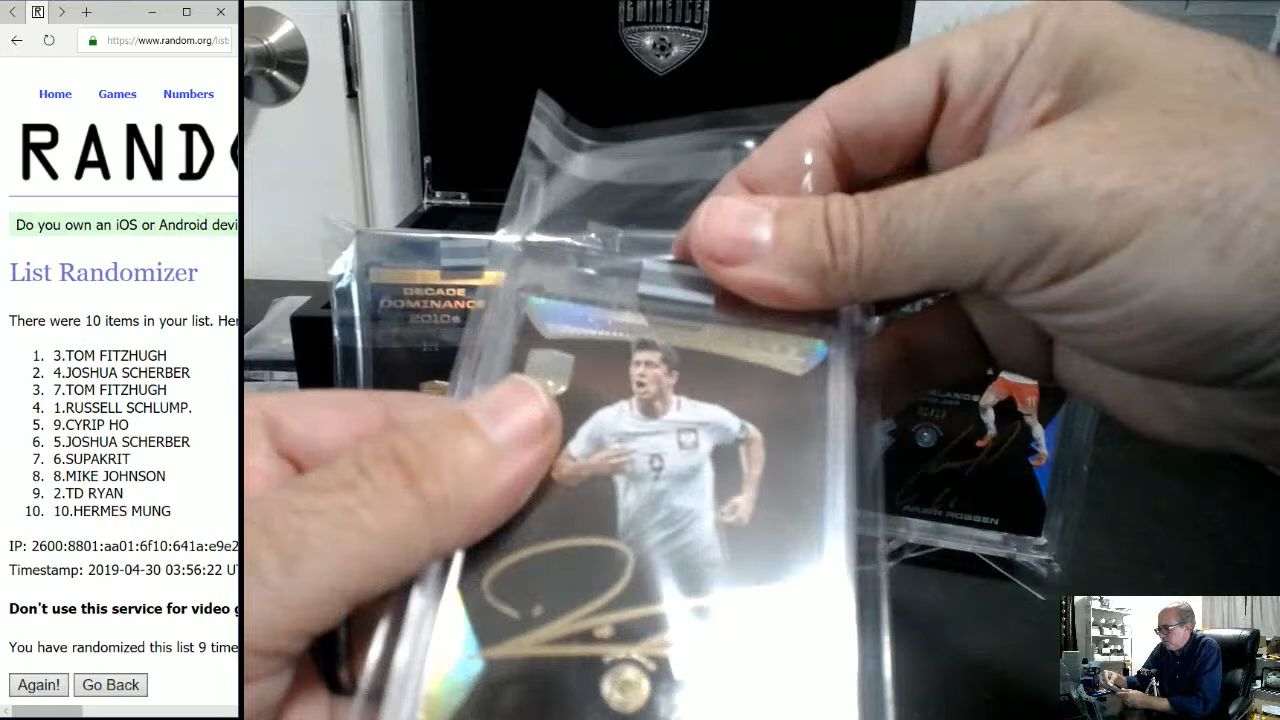 https://www.random.org/list
Home Games Numbers
RANDO
Do you own an iOS or Android devi
List Randomizer
There were 10 items in your list. Her
1. 3.TOM FITZHUGH
2. 4.JOSHUA SCHERBER
3. 7.TOM FITZHUGH
4. 1.RUSSELL SCHLUMP.
5. 9.CYRIP HO
6. 5.JOSHUA SCHERBER
7. 6.SUPAKRIT
8. 8.MIKE JOHNSON
9. 2.TD RYAN
10. 10.HERMES MUNG
IP: 2600:8801:aa01:6f10:641a:e9e2
Timestamp: 2019-04-30 03:56:22 U
Don't use this service for video g
You have randomized this list 9 time
Again! Go Back
EMINENCE
DECADE
DOMINANCE
2010s
9
ARJEN ROBBEN